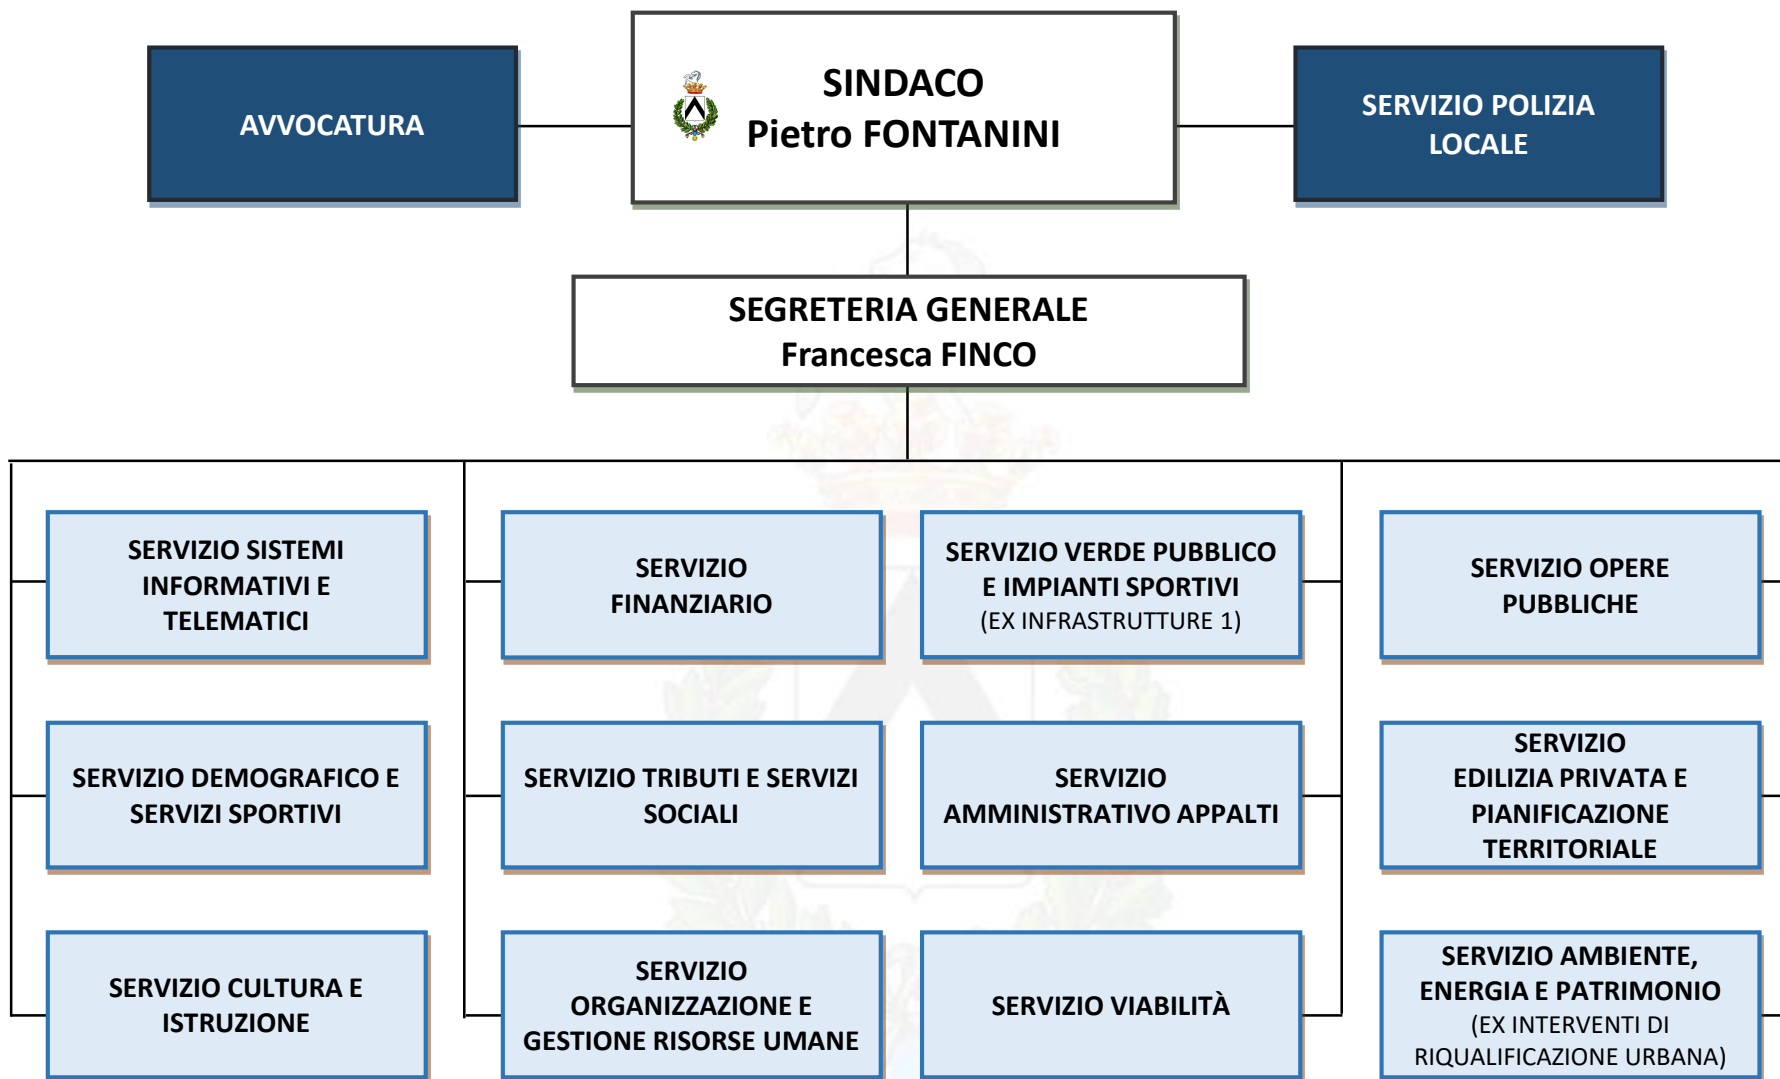 AVVOCATURA
SINDACO
Pietro FONTANINI
SERVIZIO POLIZIA
LOCALE
SEGRETERIA GENERALE
Francesca FINCO
SERVIZIO SISTEMI
INFORMATIVI E
TELEMATICI
SERVIZIO
FINANZIARIO
SERVIZIO VERDE PUBBLICO
E IMPIANTI SPORTIVI
(EX INFRASTRUTTURE 1)
SERVIZIO OPERE
PUBBLICHE
SERVIZIO DEMOGRAFICO E
SERVIZI SPORTIVI
SERVIZIO TRIBUTI E SERVIZI
SOCIALI
SERVIZIO
AMMINISTRATIVO APPALTI
SERVIZIO
EDILIZIA PRIVATA E
PIANIFICAZIONE
TERRITORIALE
SERVIZIO CULTURA E
ISTRUZIONE
SERVIZIO
ORGANIZZAZIONE E
GESTIONE RISORSE UMANE
SERVIZIO VIABILITÀ
SERVIZIO AMBIENTE,
ENERGIA E PATRIMONIO
(EX INTERVENTI DI
RIQUALIFICAZIONE URBANA)